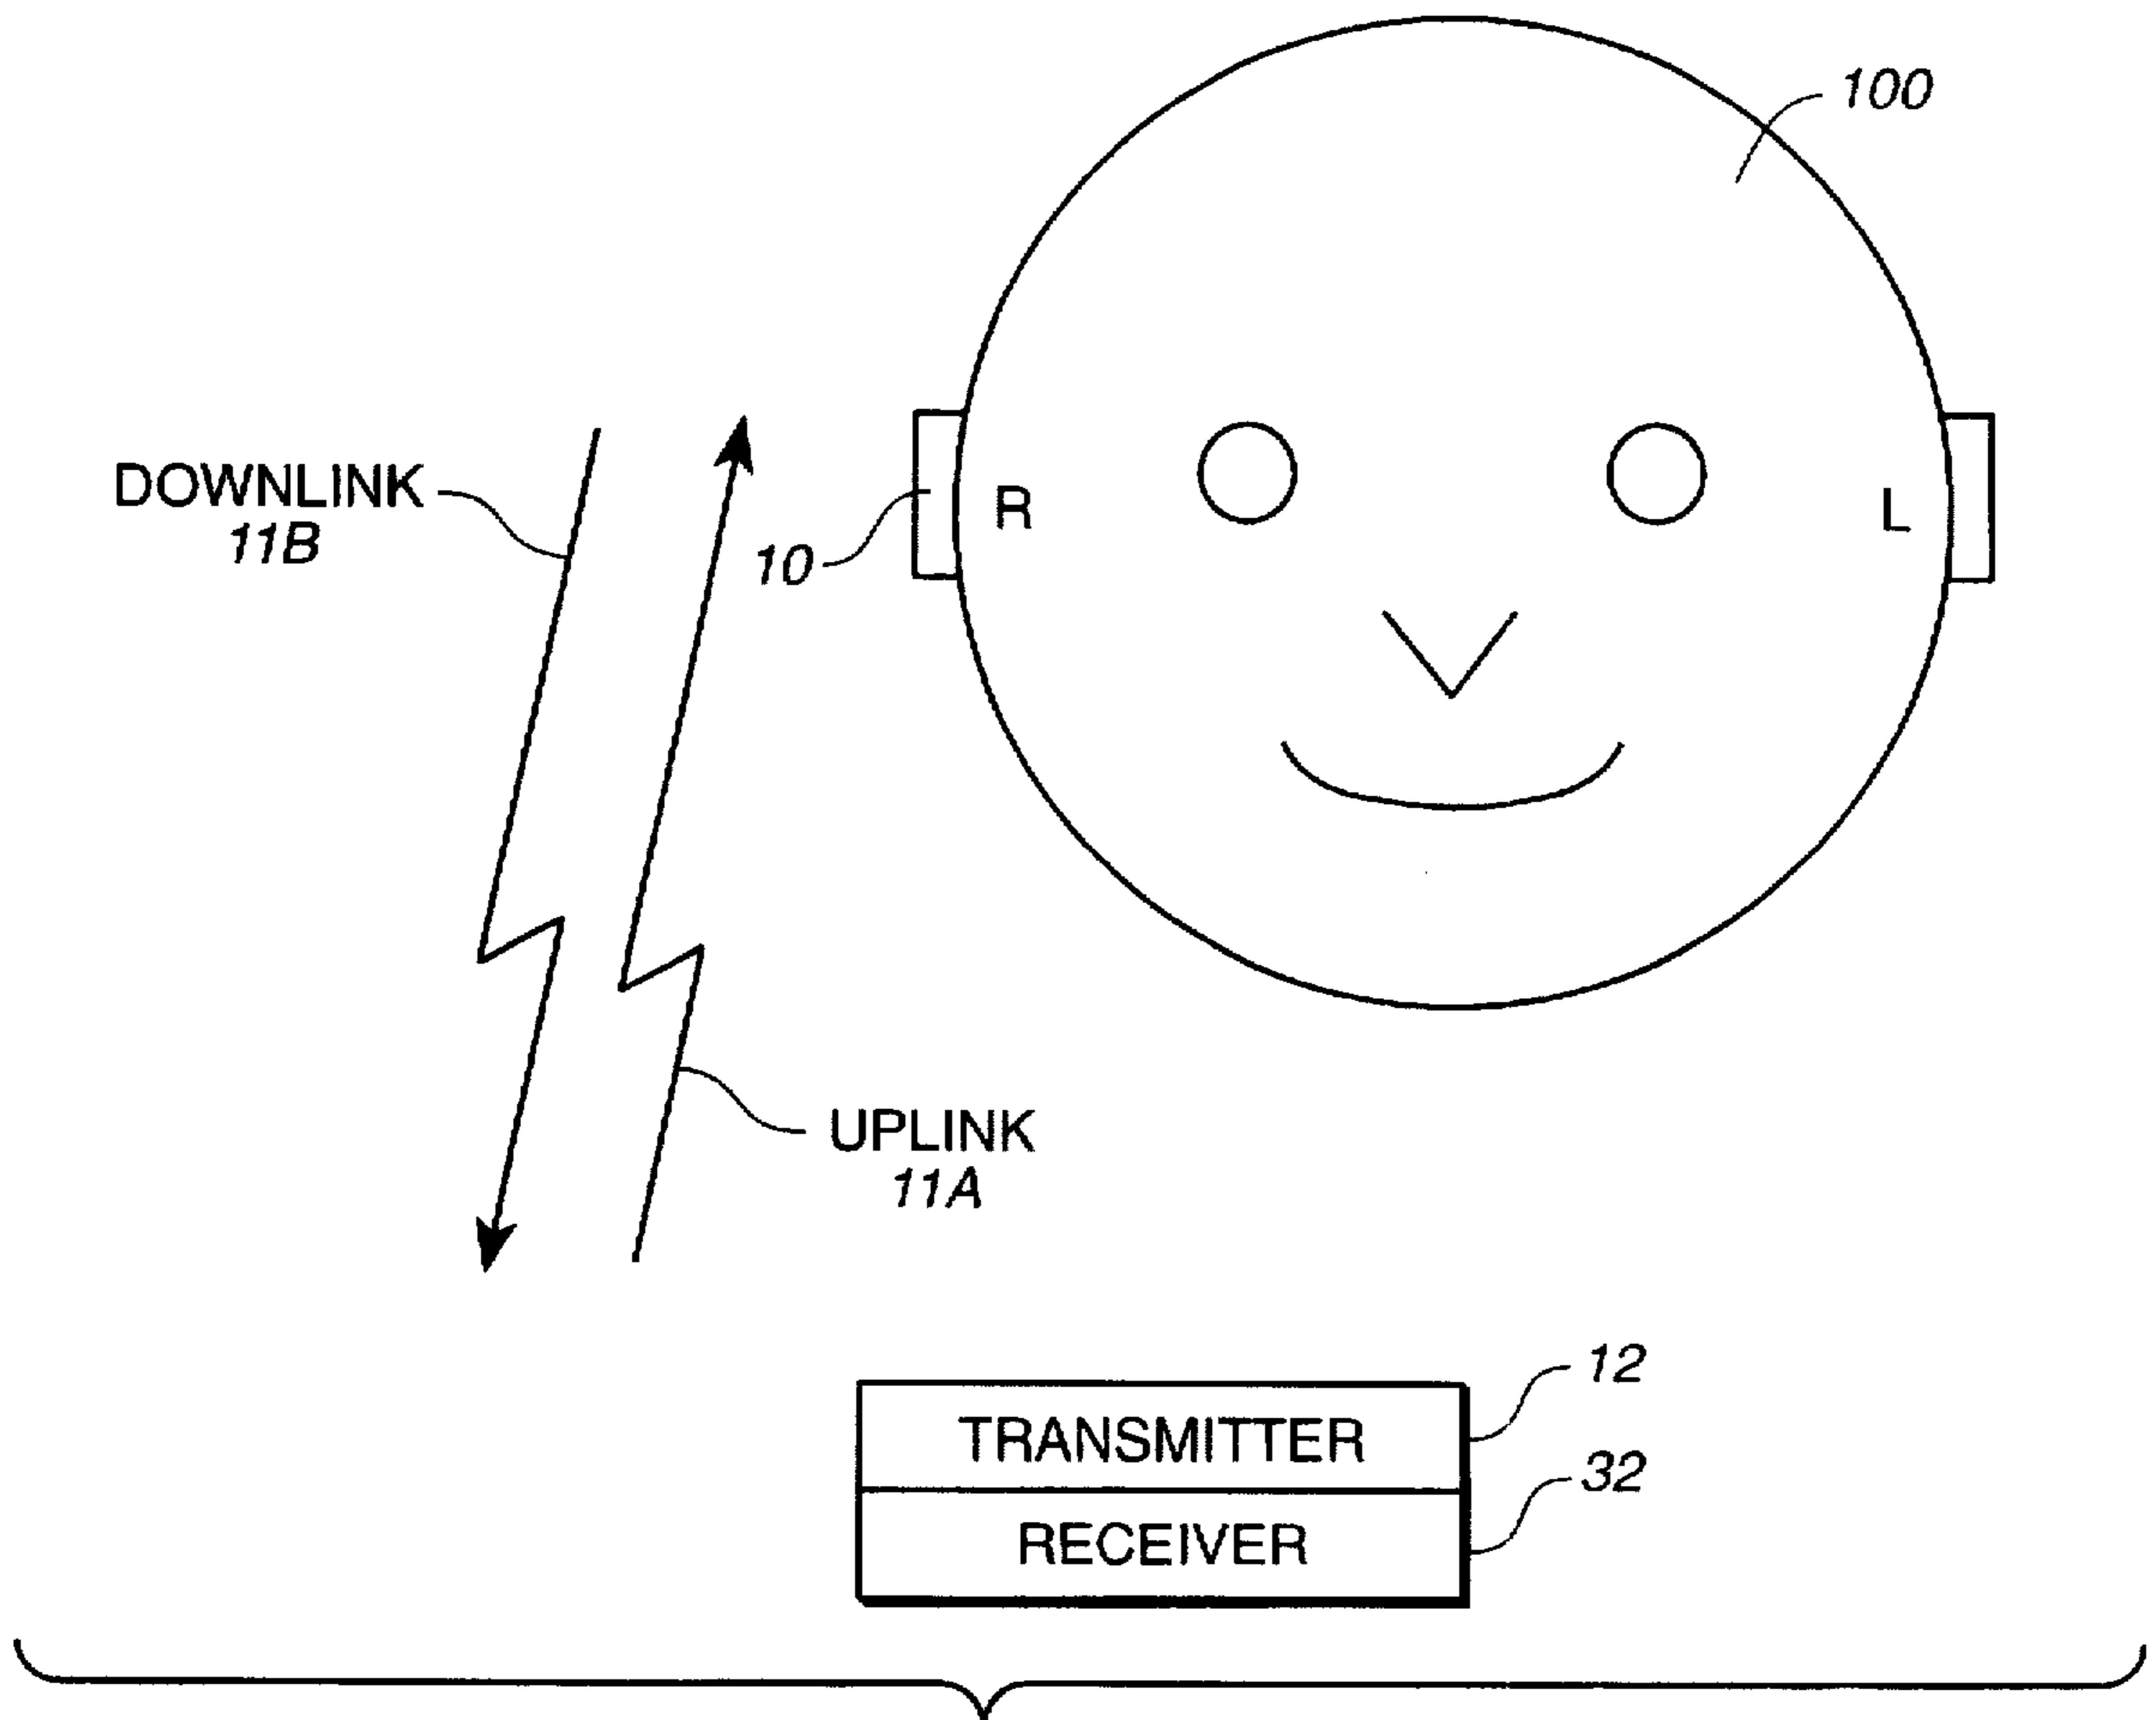 100
DOWNLINK
11B
10
R
L
UPLINK
11A
12
TRANSMITTER
32
RECEIVER